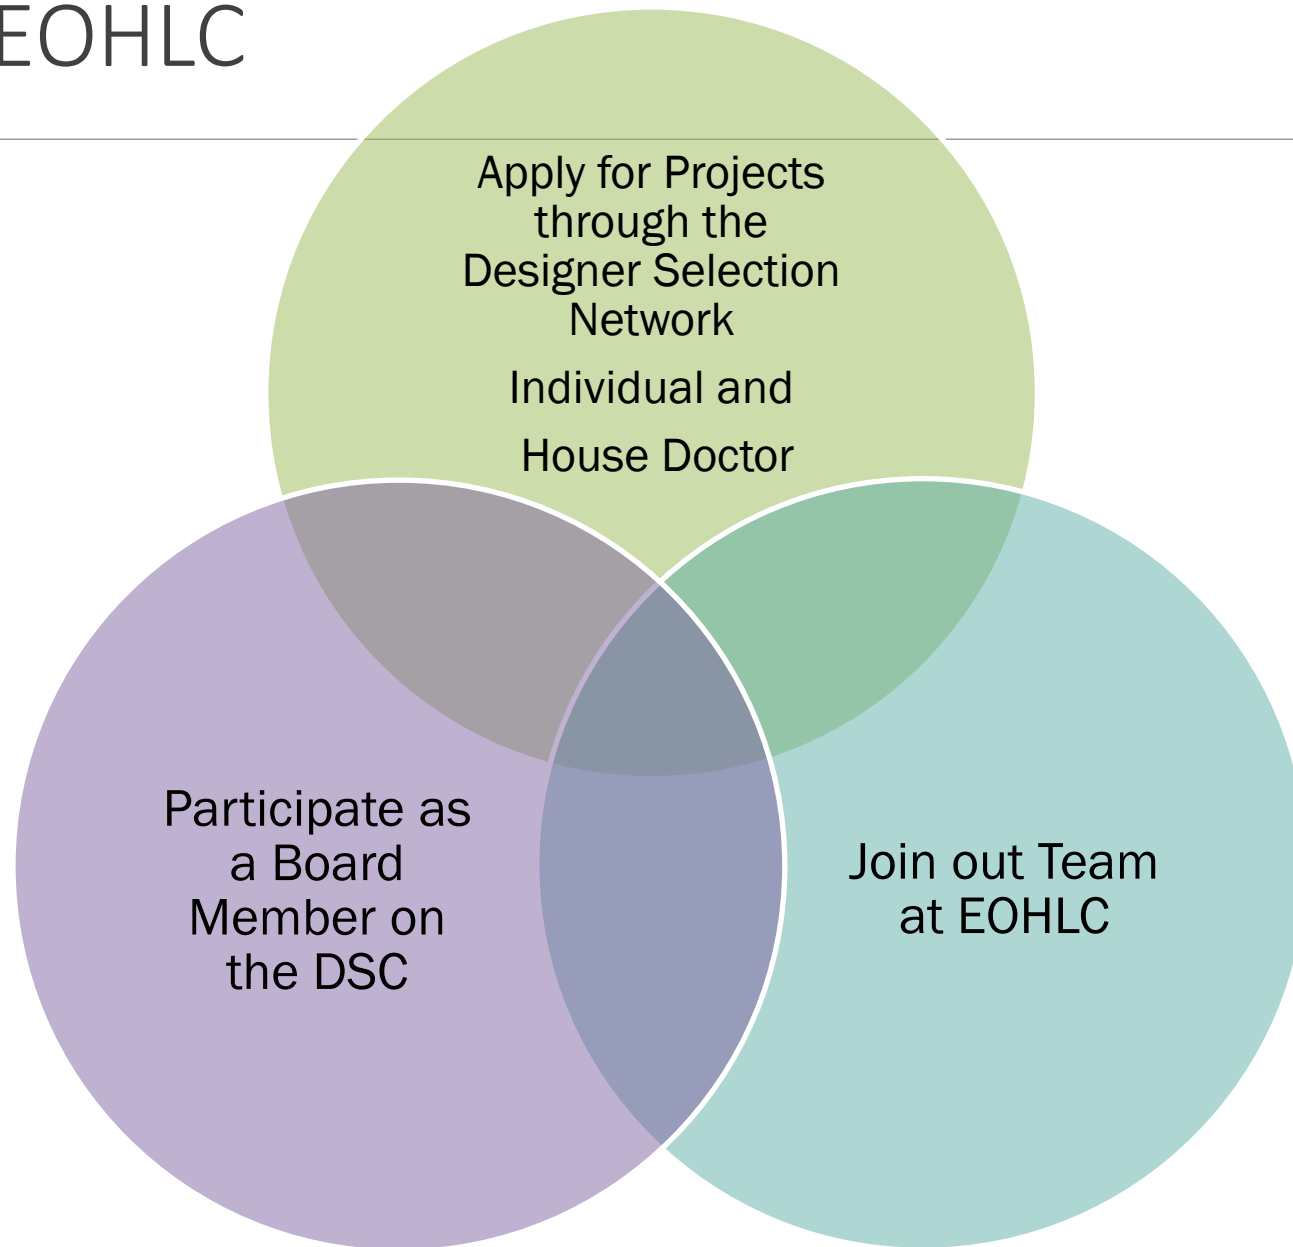 EOHLC
Apply for Projects
through the
Designer Selection
Network
Individual and
House Doctor
Participate as
a Board
Member on
the DSC
Join out Team
at EOHLC